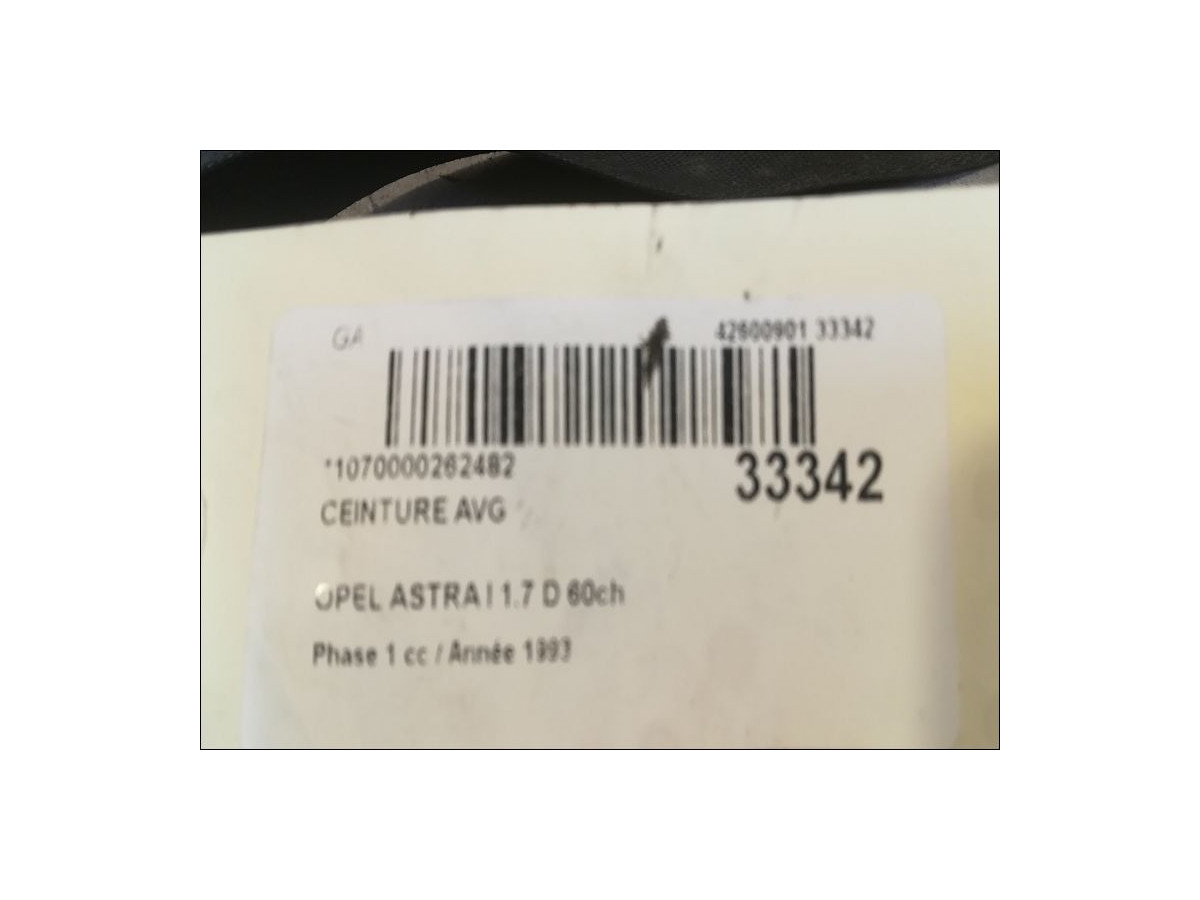 GA
42600901 33342
*1070000262482
33342
CEINTURE AVG
OPEL ASTRA I 1.7 D 60ch
Phase 1 cc / Année 1993